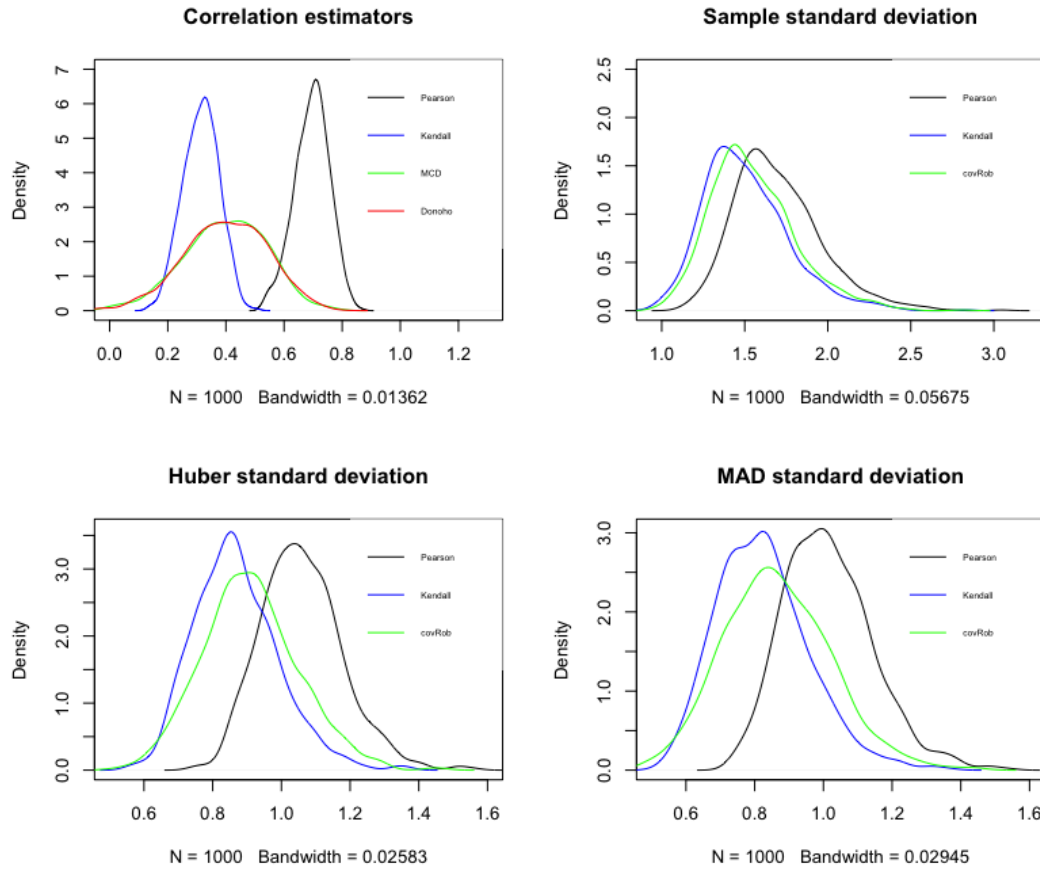 Correlation estimators
Density
0 1 2 3 4 5 6 7
Pearson
Kendall
MCD
Donoho
0.0 0.2 0.4 0.6 0.8 1.0 1.2
N = 1000 Bandwidth = 0.01362
Sample standard deviation
Density
0.0 0.5 1.0 1.5 2.0 2.5
Pearson
Kendall
covRob
1.0 1.5 2.0 2.5 3.0
N = 1000 Bandwidth = 0.05675
Huber standard deviation
Density
0.0 1.0 2.0 3.0
Pearson
Kendall
covRob
0.6 0.8 1.0 1.2 1.4 1.6
N = 1000 Bandwidth = 0.02583
MAD standard deviation
Density
0.0 1.0 2.0 3.0
Pearson
Kendall
covRob
0.6 0.8 1.0 1.2 1.4 1.6
N = 1000 Bandwidth = 0.02945